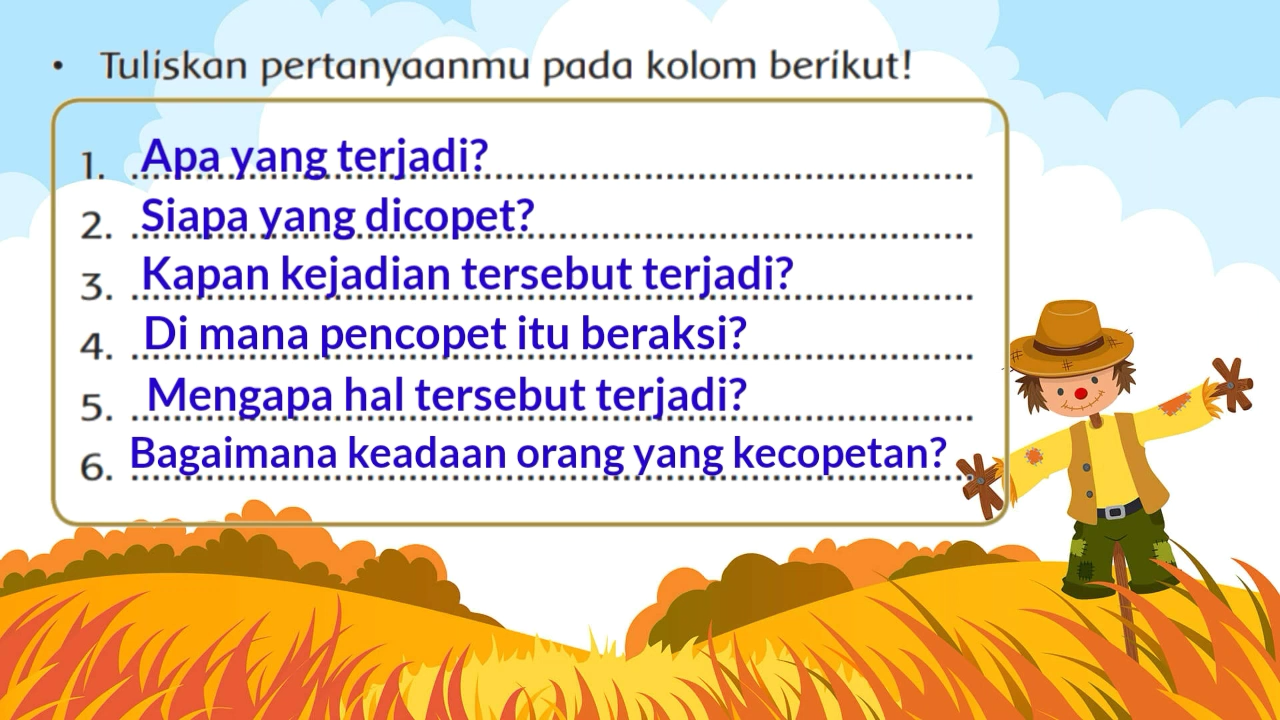 • Tuliskan pertanyaanmu pada kolom berikut!
1. Apa yang terjadi?
2. Siapa yang dicopet?
3. Kapan kejadian tersebut terjadi?
4. Di mana pencopet itu beraksi?
5. Mengapa hal tersebut terjadi?
6. Bagaimana keadaan orang yang kecopetan?